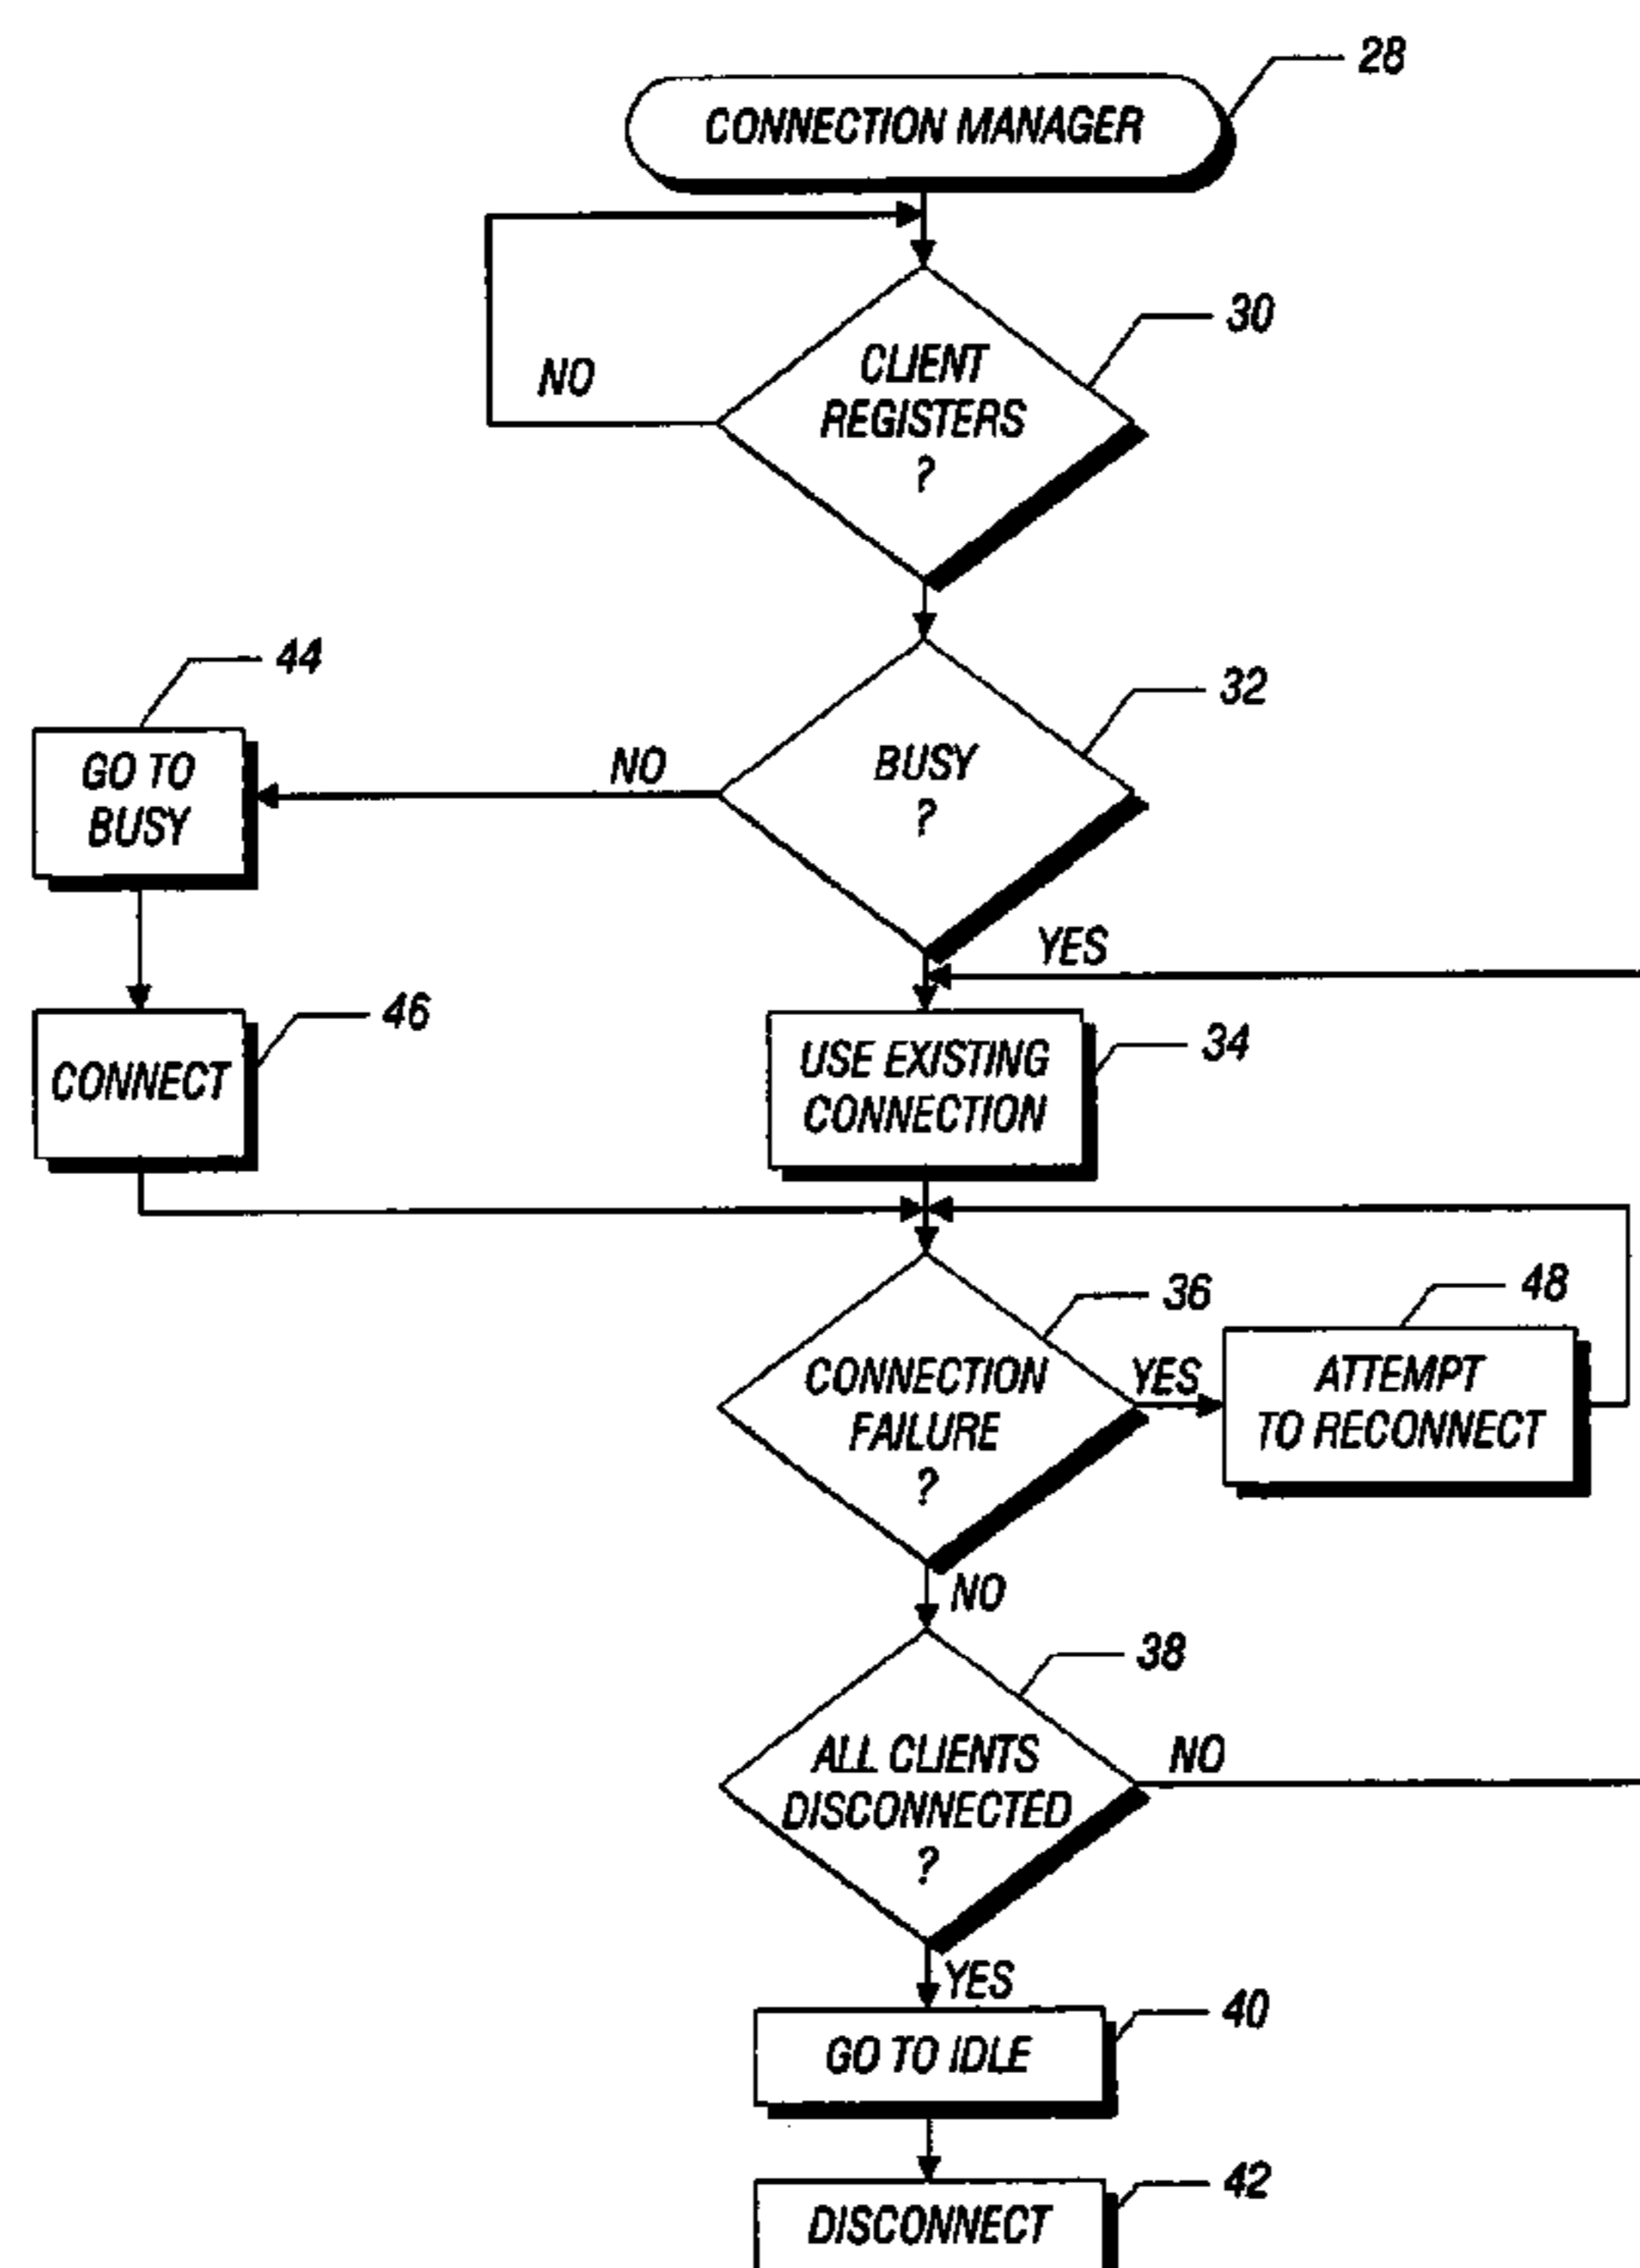 28
CONNECTION MANAGER
30
CLIENT
REGISTERS
?
NO
32
BUSY
?
NO
44
GO TO
BUSY
YES
46
CONNECT
34
USE EXISTING
CONNECTION
36
CONNECTION
FAILURE
?
YES
48
ATTEMPT
TO RECONNECT
NO
38
ALL CLIENTS
DISCONNECTED
?
NO
YES
40
GO TO IDLE
42
DISCONNECT